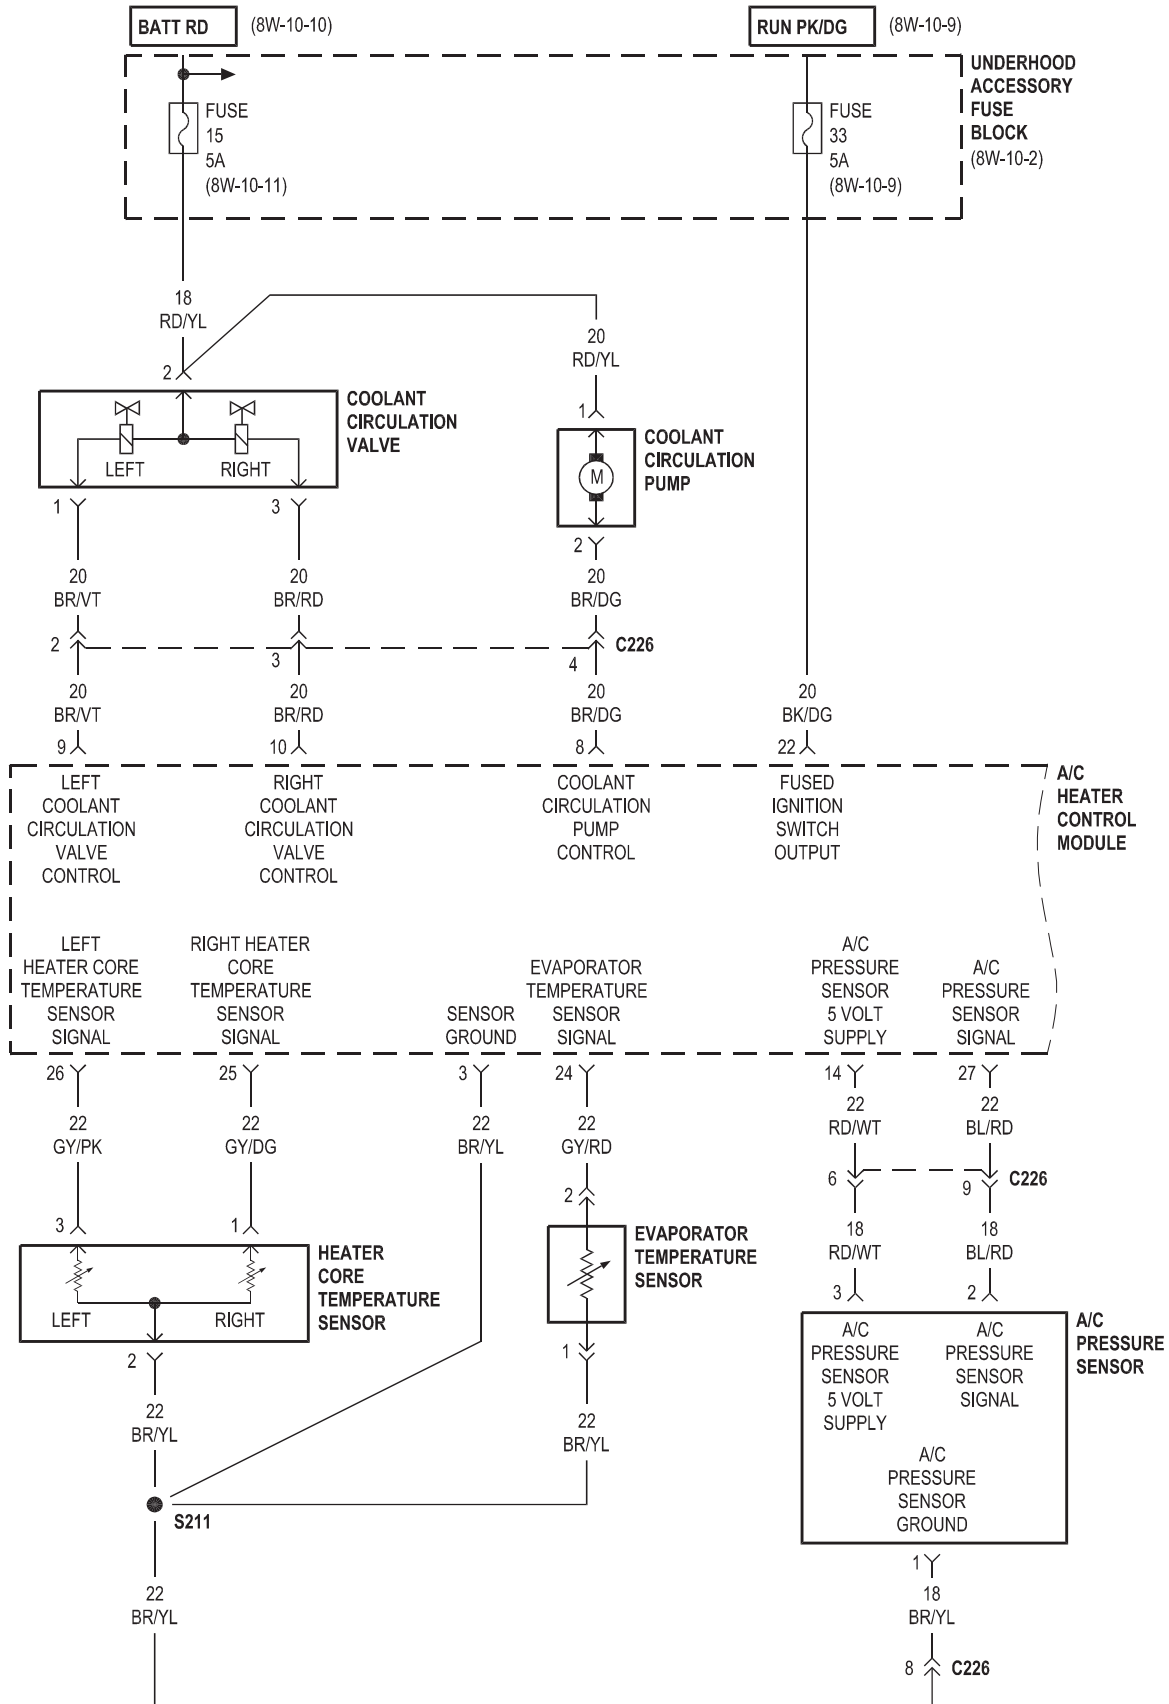 BATT RD
(8W-10-10)
RUN PK/DG
(8W-10-9)
UNDERHOOD
ACCESSORY
FUSE
BLOCK
(8W-10-2)
FUSE
15
5A
(8W-10-11)
FUSE
33
5A
(8W-10-9)
18
RD/YL
20
RD/YL
2
1
COOLANT
CIRCULATION
VALVE
LEFT
RIGHT
COOLANT
CIRCULATION
PUMP
M
1
3
2
20
BR/VT
20
BR/RD
20
BR/DG
2
3
4
C226
20
BR/VT
20
BR/RD
20
BR/DG
20
BK/DG
9
10
8
22
A/C
HEATER
CONTROL
MODULE
LEFT
COOLANT
CIRCULATION
VALVE
CONTROL
RIGHT
COOLANT
CIRCULATION
VALVE
CONTROL
COOLANT
CIRCULATION
PUMP
CONTROL
FUSED
IGNITION
SWITCH
OUTPUT
LEFT
HEATER CORE
TEMPERATURE
SENSOR
SIGNAL
RIGHT HEATER
CORE
TEMPERATURE
SENSOR
SIGNAL
SENSOR
GROUND
EVAPORATOR
TEMPERATURE
SENSOR
SIGNAL
A/C
PRESSURE
SENSOR
5 VOLT
SUPPLY
A/C
PRESSURE
SENSOR
SIGNAL
26
25
3
24
14
27
22
GY/PK
22
GY/DG
22
BR/YL
22
GY/RD
22
RD/WT
22
BL/RD
6
9
C226
18
RD/WT
18
BL/RD
3
1
2
3
2
HEATER
CORE
TEMPERATURE
SENSOR
LEFT
RIGHT
EVAPORATOR
TEMPERATURE
SENSOR
A/C
PRESSURE
SENSOR
A/C
PRESSURE
SENSOR
5 VOLT
SUPPLY
A/C
PRESSURE
SENSOR
SIGNAL
A/C
PRESSURE
SENSOR
GROUND
2
1
22
BR/YL
22
BR/YL
S211
22
BR/YL
1
18
BR/YL
8
C226